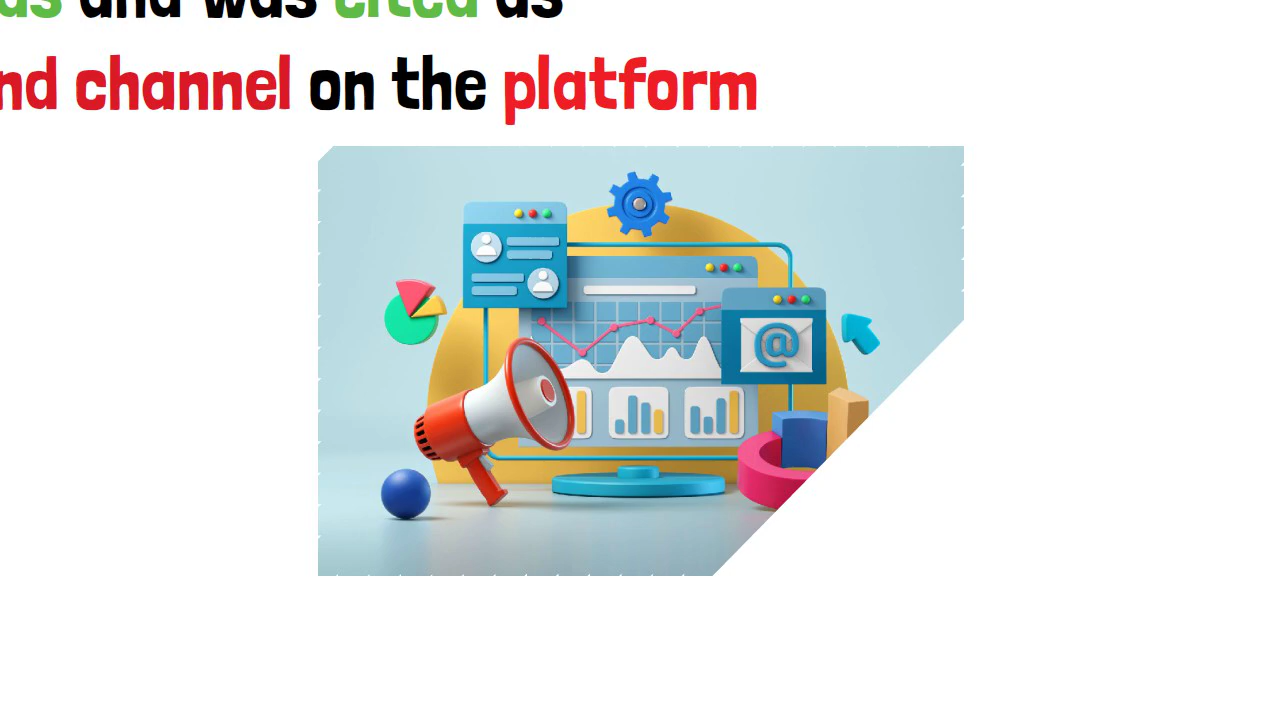 and was cited as
channel on the platform
@